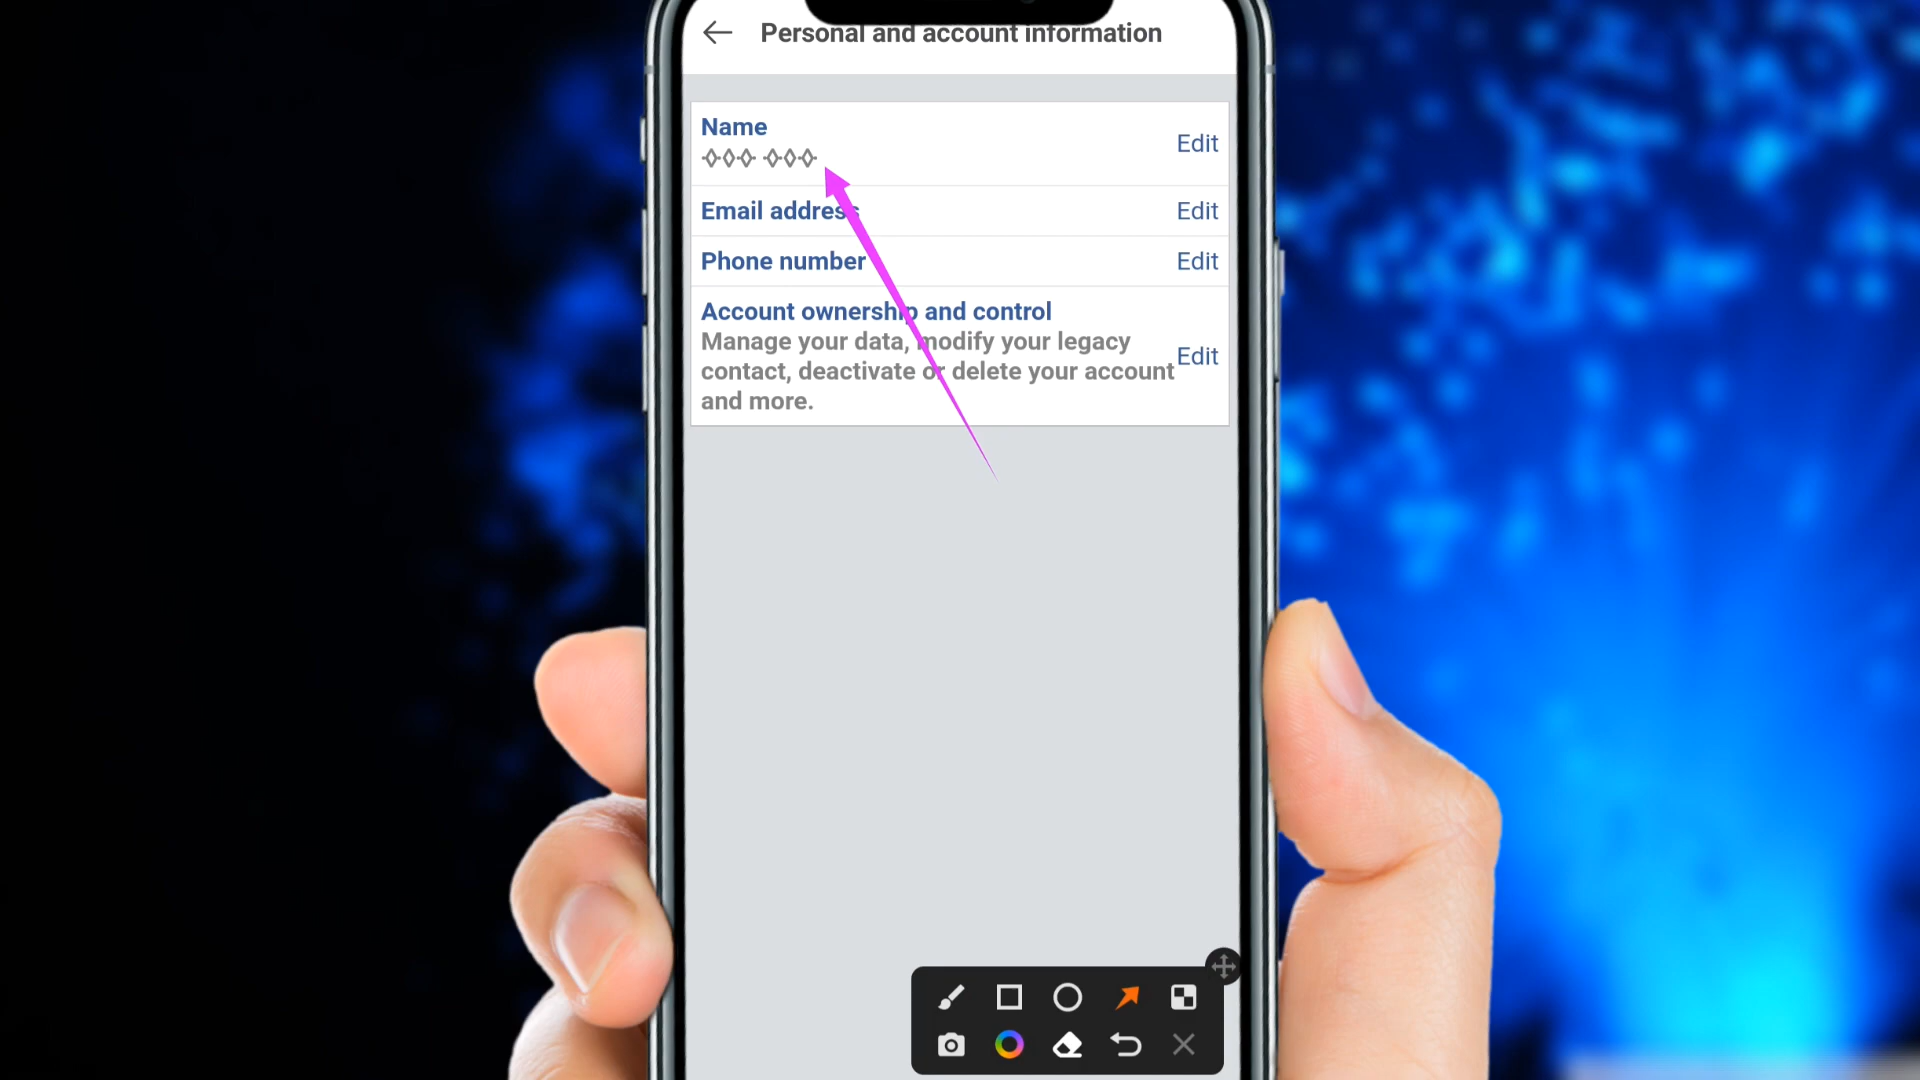 Personal and account information
Name
Edit
Email address
Edit
Phone number
Edit
Account ownership and control
Manage your data, modify your legacy
contact, deactivate or delete your account
and more.
Edit